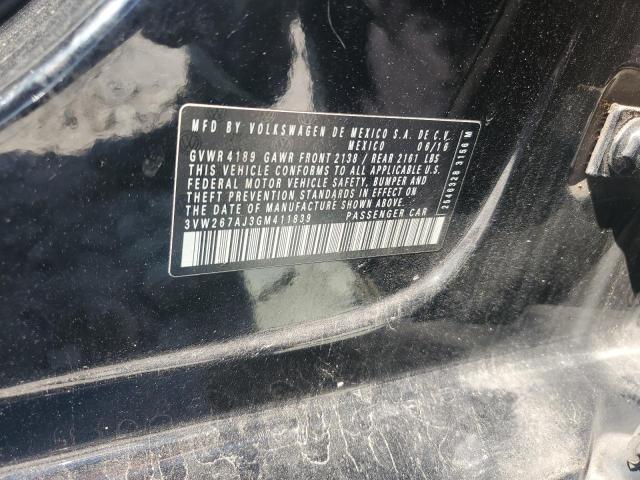 MFD BY VOLKSWAGEN DE MEXICO S.A. DE C.V.
MEXICO 06/16
GVWR 4189 GAWR FRONT 2138 / REAR 2161 LBS
THIS VEHICLE CONFORMS TO ALL APPLICABLE U.S.
FEDERAL MOTOR VEHICLE SAFETY, BUMPER AND
THEFT PREVENTION STANDARDS IN EFFECT ON
THE DATE OF MANUFACTURE SHOWN ABOVE.
3VW267AJ3GM411839 PASSENGER CAR